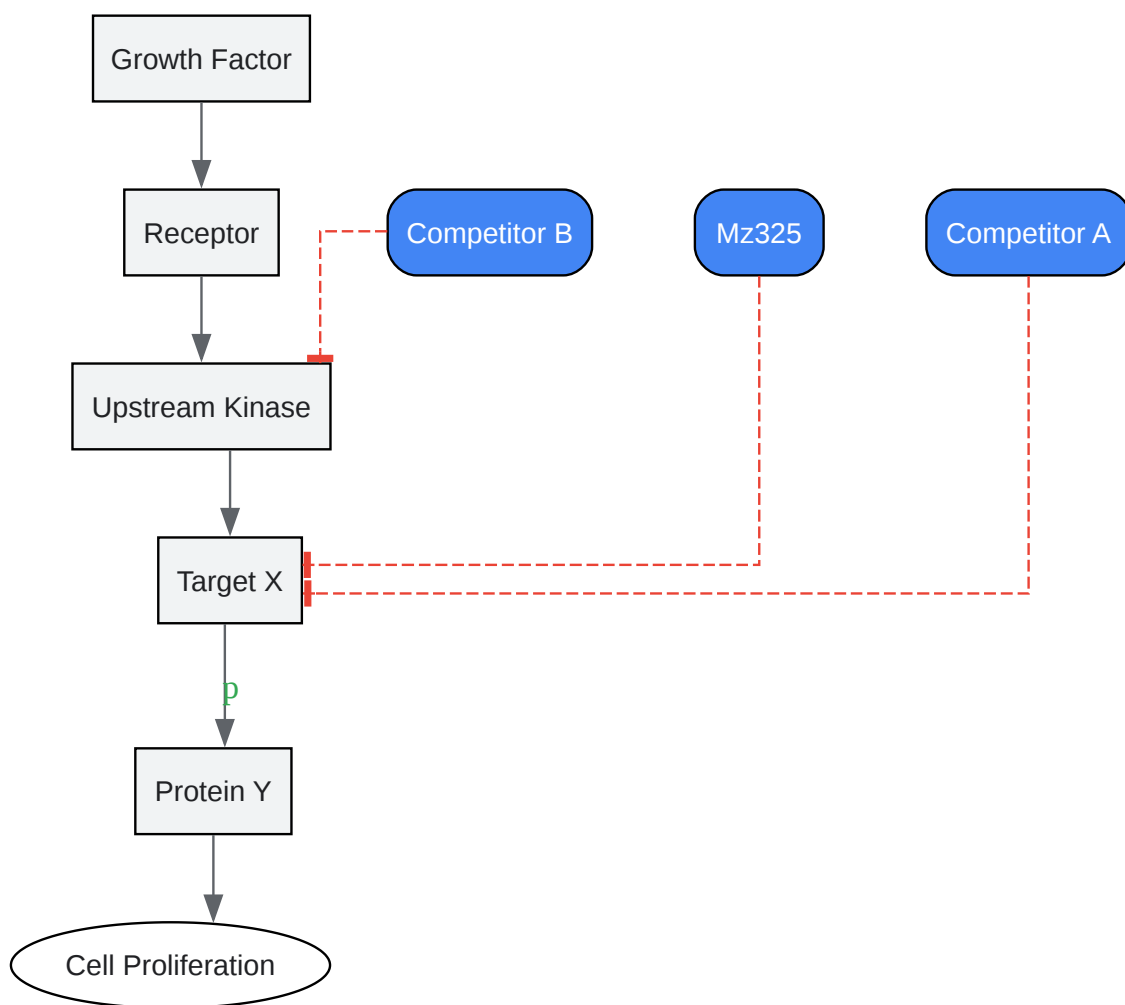 Growth Factor
Receptor
Competitor B
Mz325
Competitor A
Upstream Kinase
Target X
p
Protein Y
Cell Proliferation